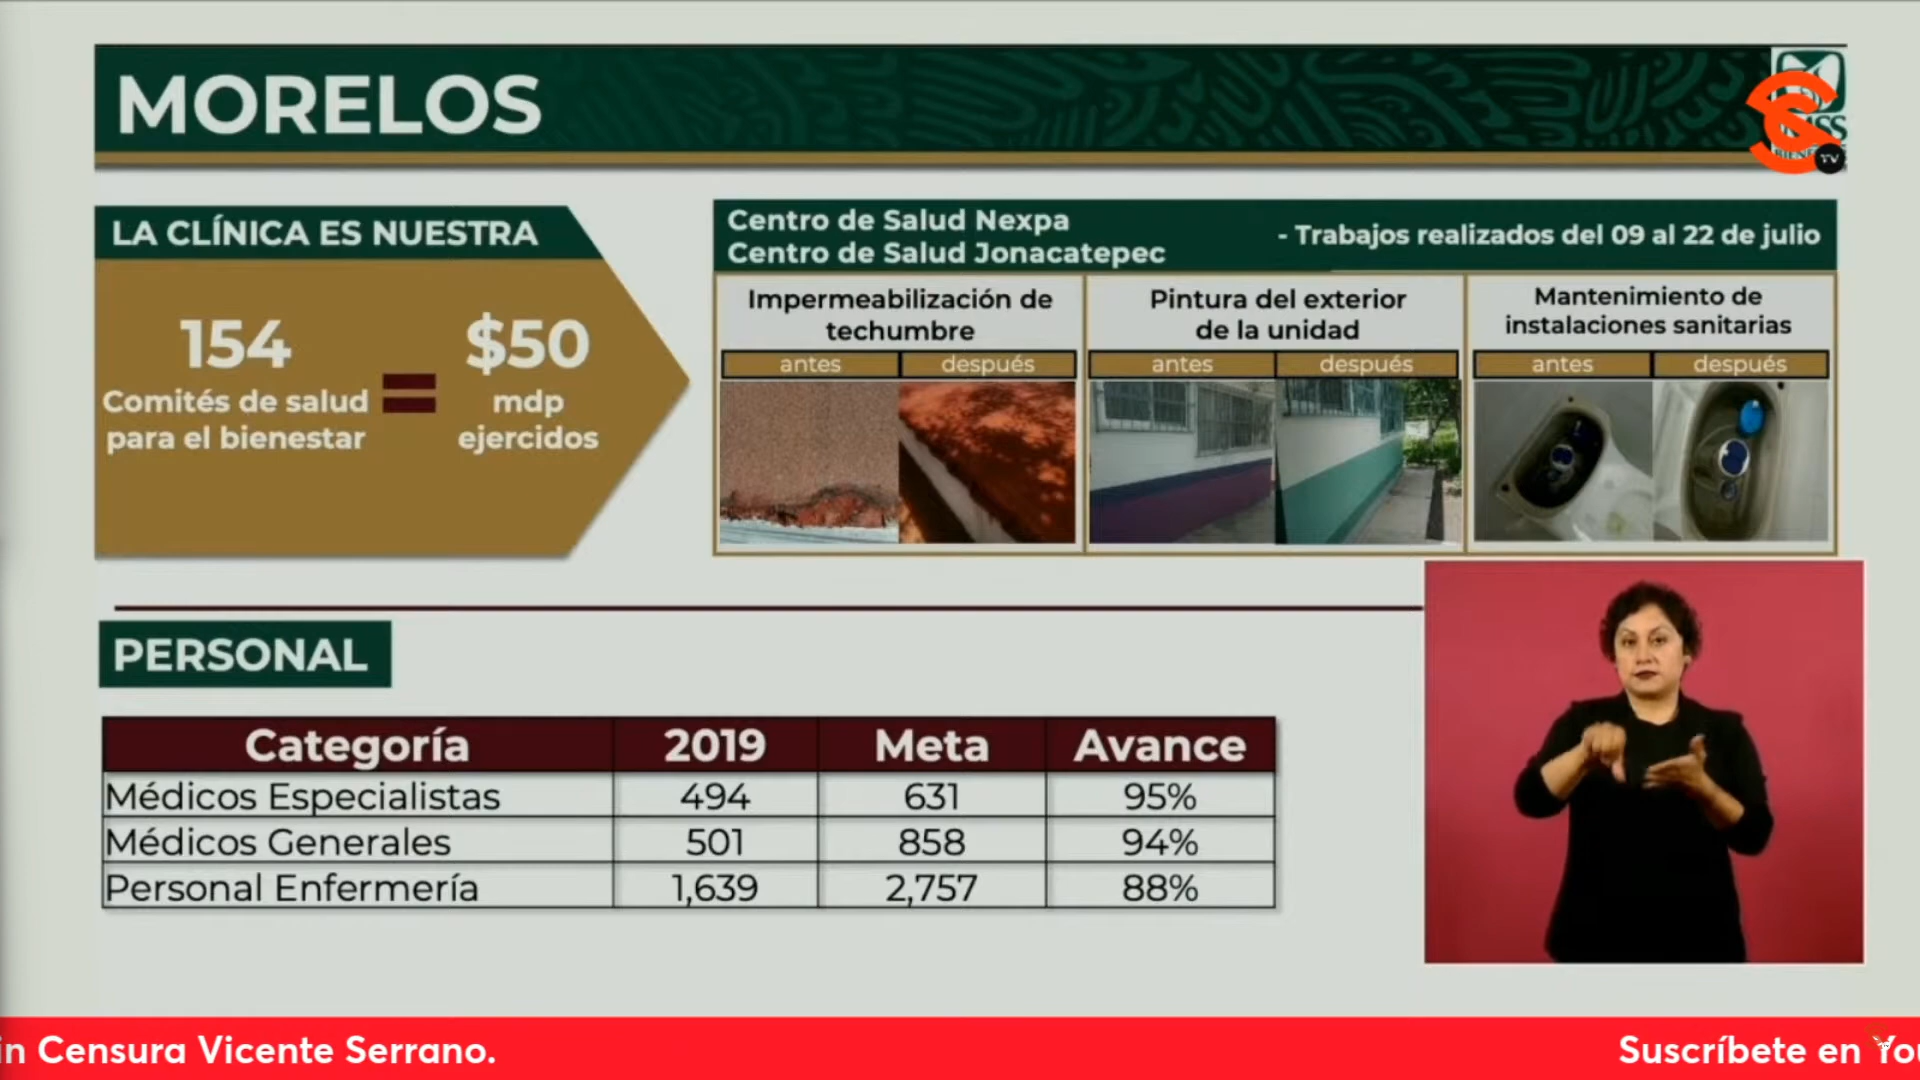 MORELOS
TV
LA CLÍNICA ES NUESTRA
154
Comités de salud
para el bienestar
=
$50
mdp
ejercidos
Centro de Salud Nexpa
Centro de Salud Jonacatepec
- Trabajos realizados del 09 al 22 de julio
Impermeabilización de
techumbre
antes después
Pintura del exterior
de la unidad
antes después
Mantenimiento de
instalaciones sanitarias
antes después
PERSONAL
Categoría 2019 Meta Avance
Médicos Especialistas 494 631 95%
Médicos Generales 501 858 94%
Personal Enfermería 1,639 2,757 88%
in Censura Vicente Serrano.
Suscríbete en You